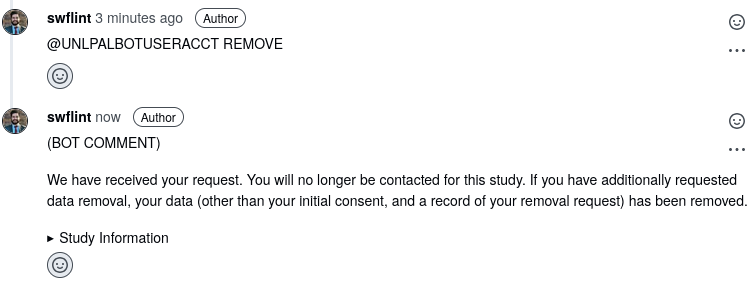 swflint 3 minutes ago Author
@UNLPALBOTUSERACCT REMOVE
swflint now Author
(BOT COMMENT)
We have received your request. You will no longer be contacted for this study. If you have additionally requested
data removal, your data (other than your initial consent, and a record of your removal request) has been removed.
Study Information